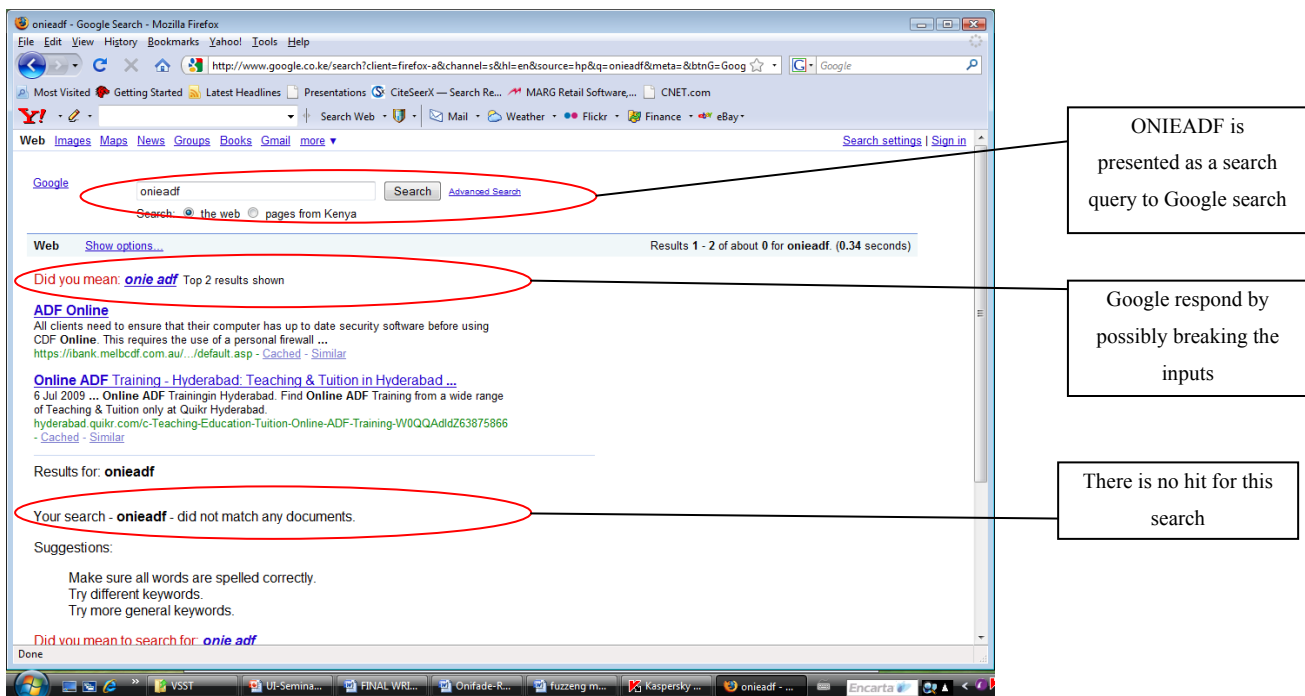 onieadf - Google Search - Mozilla Firefox
File Edit View History Bookmarks Yahoo! Tools Help
http://www.google.co.ke/search?client=firefox-a&channel=s&hl=en&source=hp&q=onieadf&meta=&btnG=Goog
Google
Most Visited Getting Started Latest Headlines Presentations CiteSeerX — Search Re... MARG Retail Software,... CNET.com
Y! Search Web Mail Weather Flickr Finance eBay
Web Images Maps News Groups Books Gmail more ▼ Search settings | Sign in
Google onieadf Search Advanced Search
Search: the web pages from Kenya
Web Show options... Results 1 - 2 of about 0 for onieadf. (0.34 seconds)
Did you mean: onie adf Top 2 results shown
ADF Online
All clients need to ensure that their computer has up to date security software before using
CDF Online. This requires the use of a personal firewall ...
https://ibank.melbcdf.com.au/.../default.asp - Cached - Similar
Online ADF Training - Hyderabad: Teaching & Tuition in Hyderabad ...
6 Jul 2009 ... Online ADF Trainingin Hyderabad. Find Online ADF Training from a wide range
of Teaching & Tuition only at Quikr Hyderabad.
hyderabad.quikr.com/c-Teaching-Education-Tuition-Online-ADF-Training-W0QQAdIdZ63875866
- Cached - Similar
Results for: onieadf
Your search - onieadf - did not match any documents.
Suggestions:
Make sure all words are spelled correctly.
Try different keywords.
Try more general keywords.
Did you mean to search for: onie adf
Done
VSST UI-Semina... FINAL WRI... Onifade-R... fuzzeng m... Kaspersky ... onieadf - ... Encarta
ONIEADF is
presented as a search
query to Google search
Google respond by
possibly breaking the
inputs
There is no hit for this
search